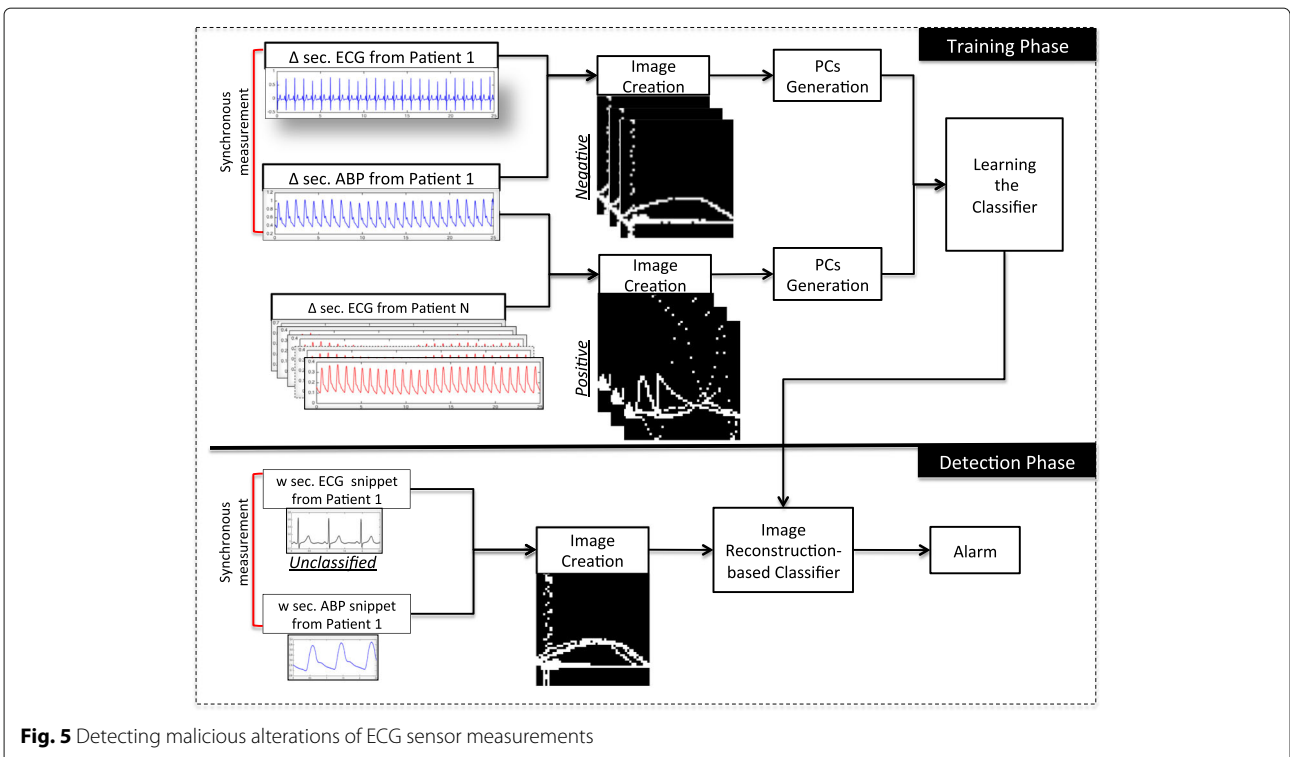 Training Phase
Δ sec. ECG from Patient 1
Synchronous
measurement
Δ sec. ABP from Patient 1
Δ sec. ECG from Patient N
Image
Creation
Negative
PCs
Generation
Image
Creation
Positive
PCs
Generation
Learning
the
Classifier
Detection Phase
w sec. ECG snippet
from Patient 1
Unclassified
Synchronous
measurement
w sec. ABP snippet
from Patient 1
Image
Creation
Image
Reconstruction-
based Classifier
Alarm
Fig. 5 Detecting malicious alterations of ECG sensor measurements